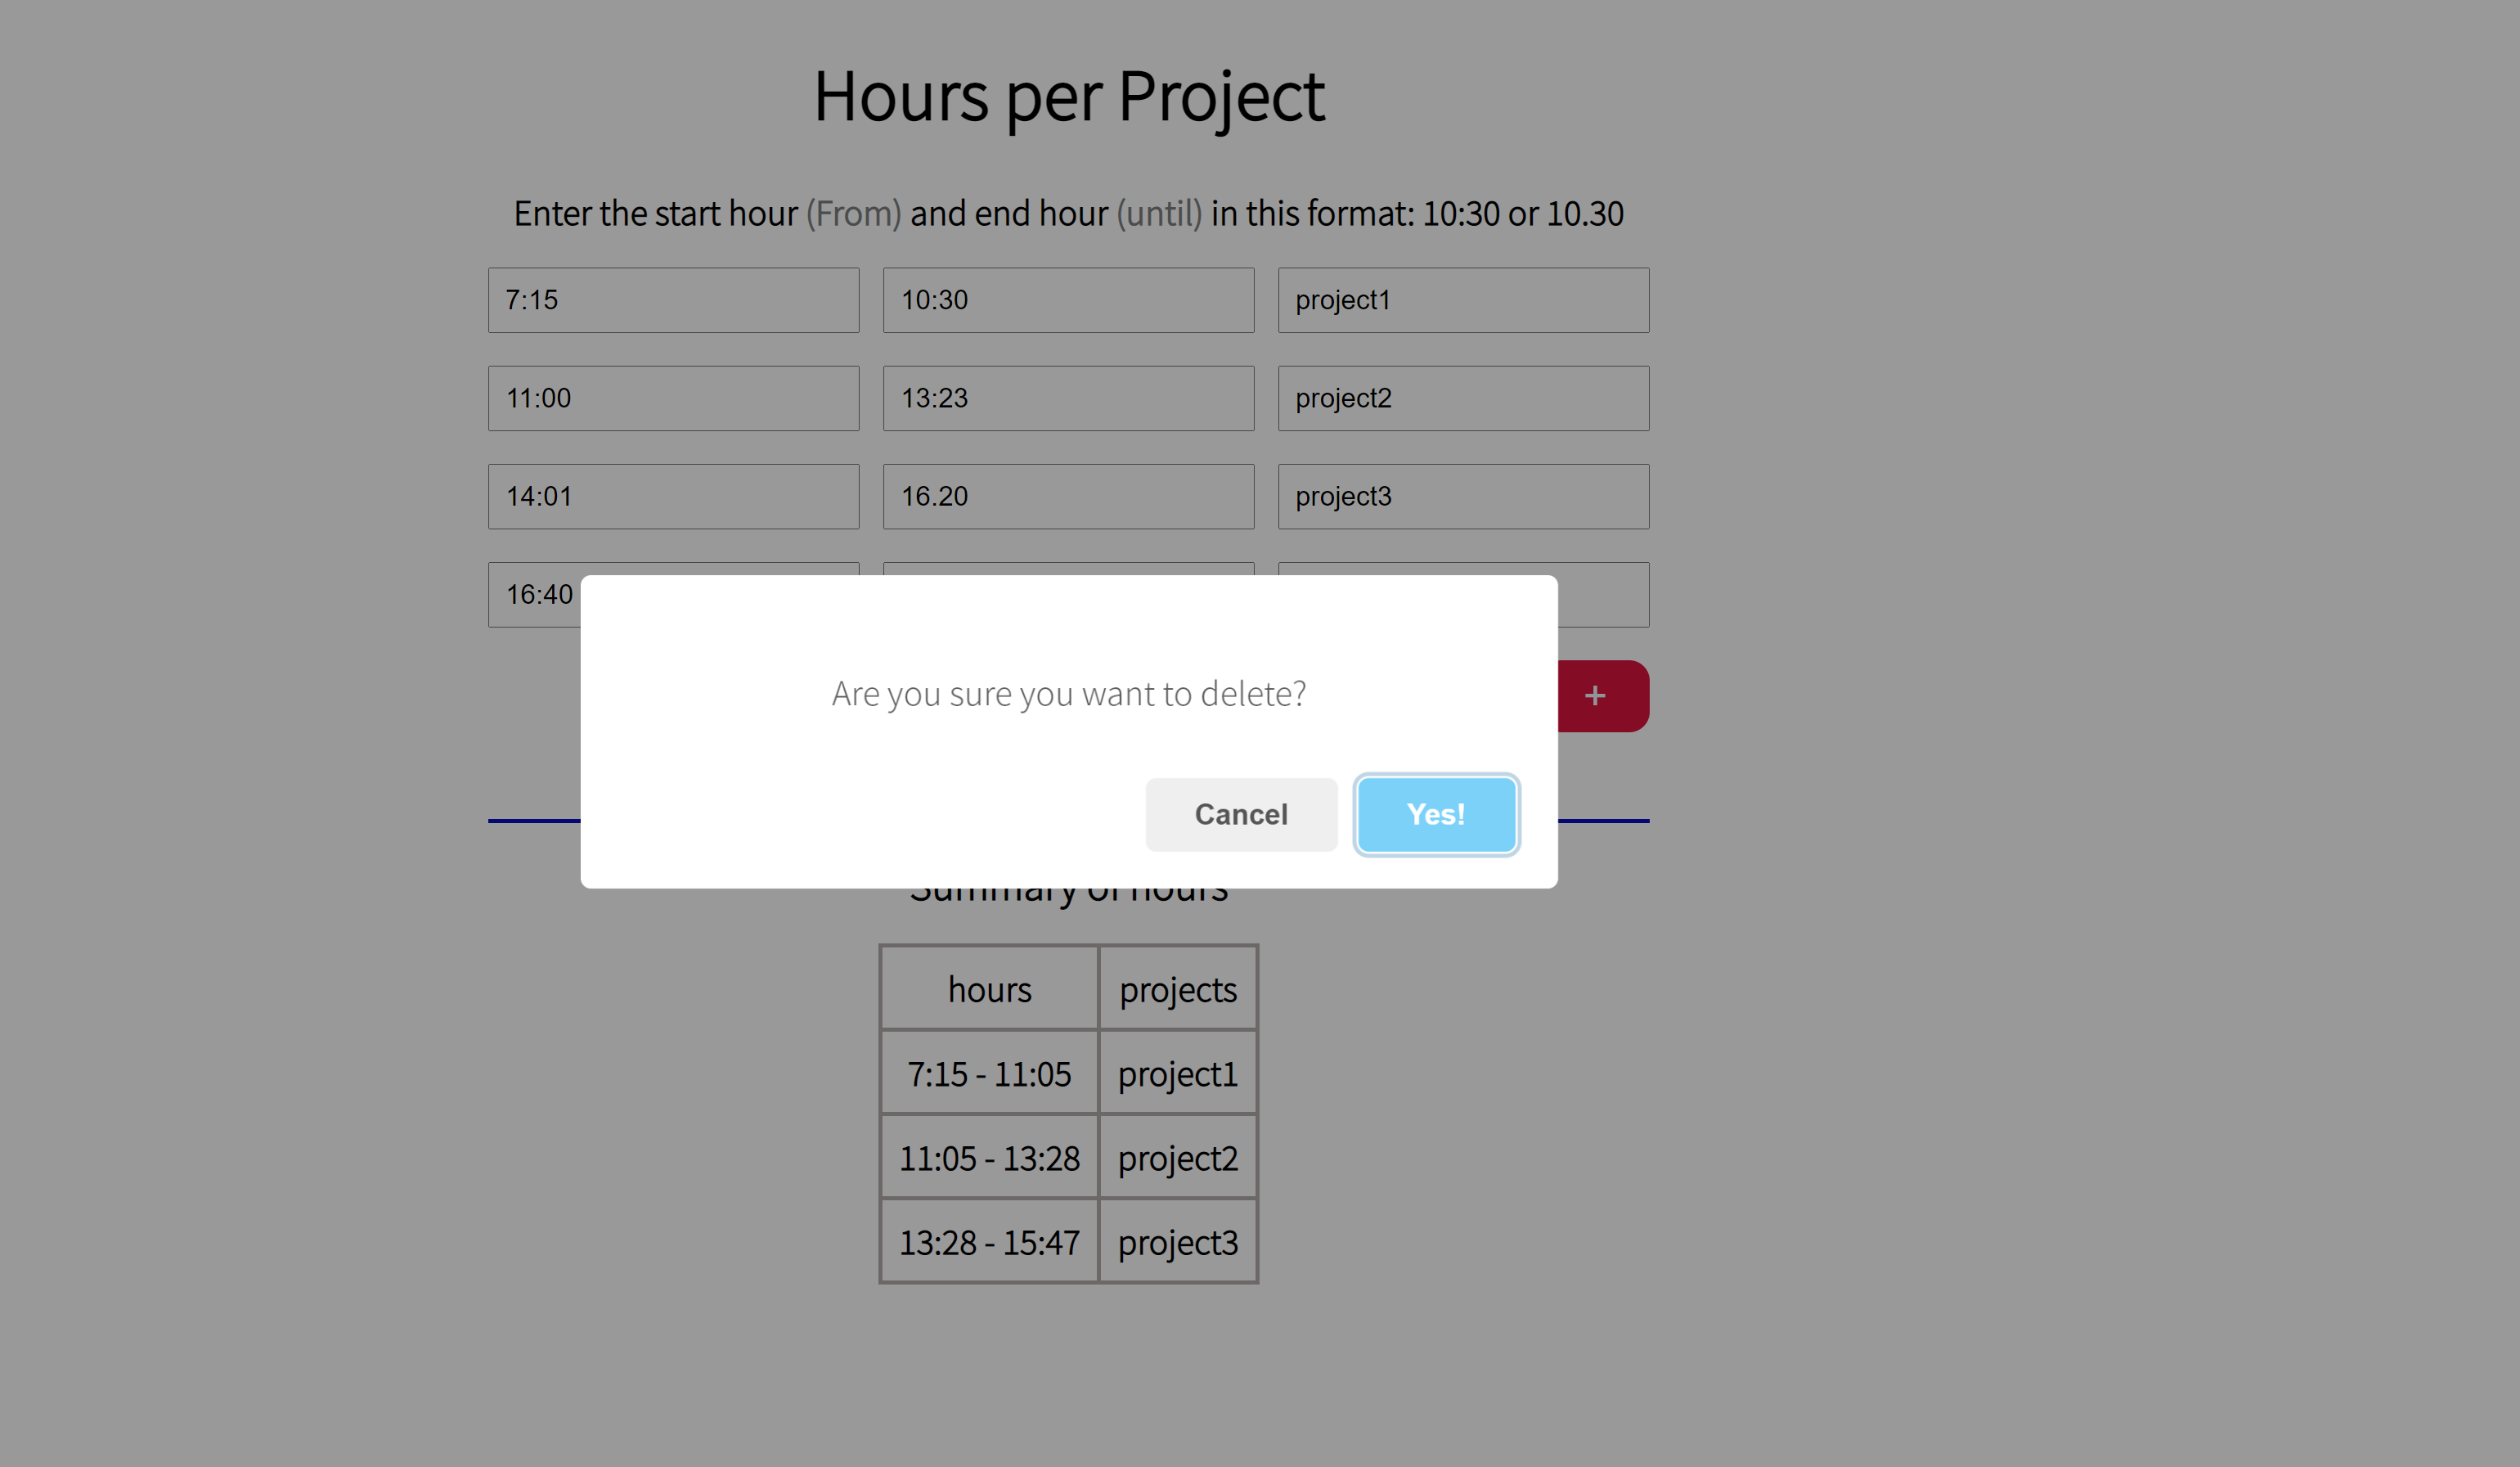 Hours per Project
Enter the start hour (From) and end hour (until) in this format: 10:30 or 10.30
7:15 10:30 project1
11:00 13:23 project2
14:01 16.20 project3
16:40
Are you sure you want to delete?
+
Cancel Yes!
Summary of hours
hours projects
7:15 - 11:05 project1
11:05 - 13:28 project2
13:28 - 15:47 project3